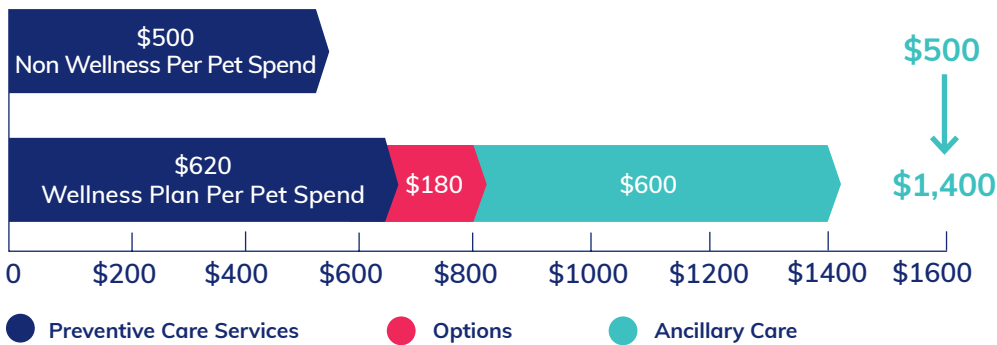 $500
Non Wellness Per Pet Spend
$500
$620
Wellness Plan Per Pet Spend
$180
$600
$1,400
0 $200 $400 $600 $800 $1000 $1200 $1400 $1600
Preventive Care Services Options Ancillary Care